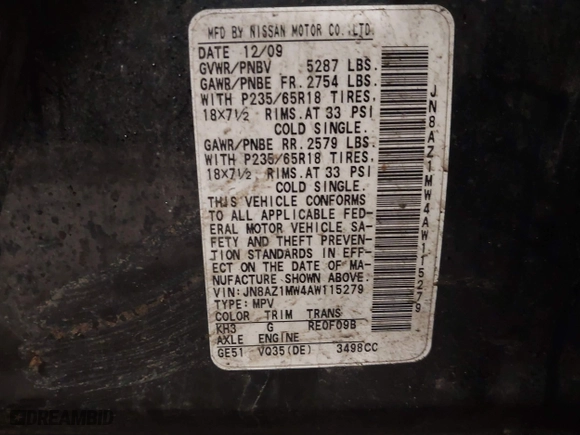 MFD BY NISSAN MOTOR CO.,LTD.
DATE 12/09
GVWR/PNBV 5287 LBS.
GAWR/PNBE FR. 2754 LBS.
WITH P235/65R18 TIRES,
18X7½ RIMS.AT 33 PSI
COLD SINGLE.
GAWR/PNBE RR. 2579 LBS.
WITH P235/65R18 TIRES,
18X7½ RIMS.AT 33 PSI
COLD SINGLE.
THIS VEHICLE CONFORMS
TO ALL APPLICABLE FED-
ERAL MOTOR VEHICLE SA-
FETY AND THEFT PREVEN-
TION STANDARDS IN EFF-
ECT ON THE DATE OF MA-
NUFACTURE SHOWN ABOVE.
VIN:JN8AZ1MW4AW115279
TYPE:MPV
COLOR TRIM TRANS
KH3 G RE0F09B
AXLE ENGINE
GE51 VQ35(DE) 3498CC
JN8AZ1MW4AW115279
DREAMBID